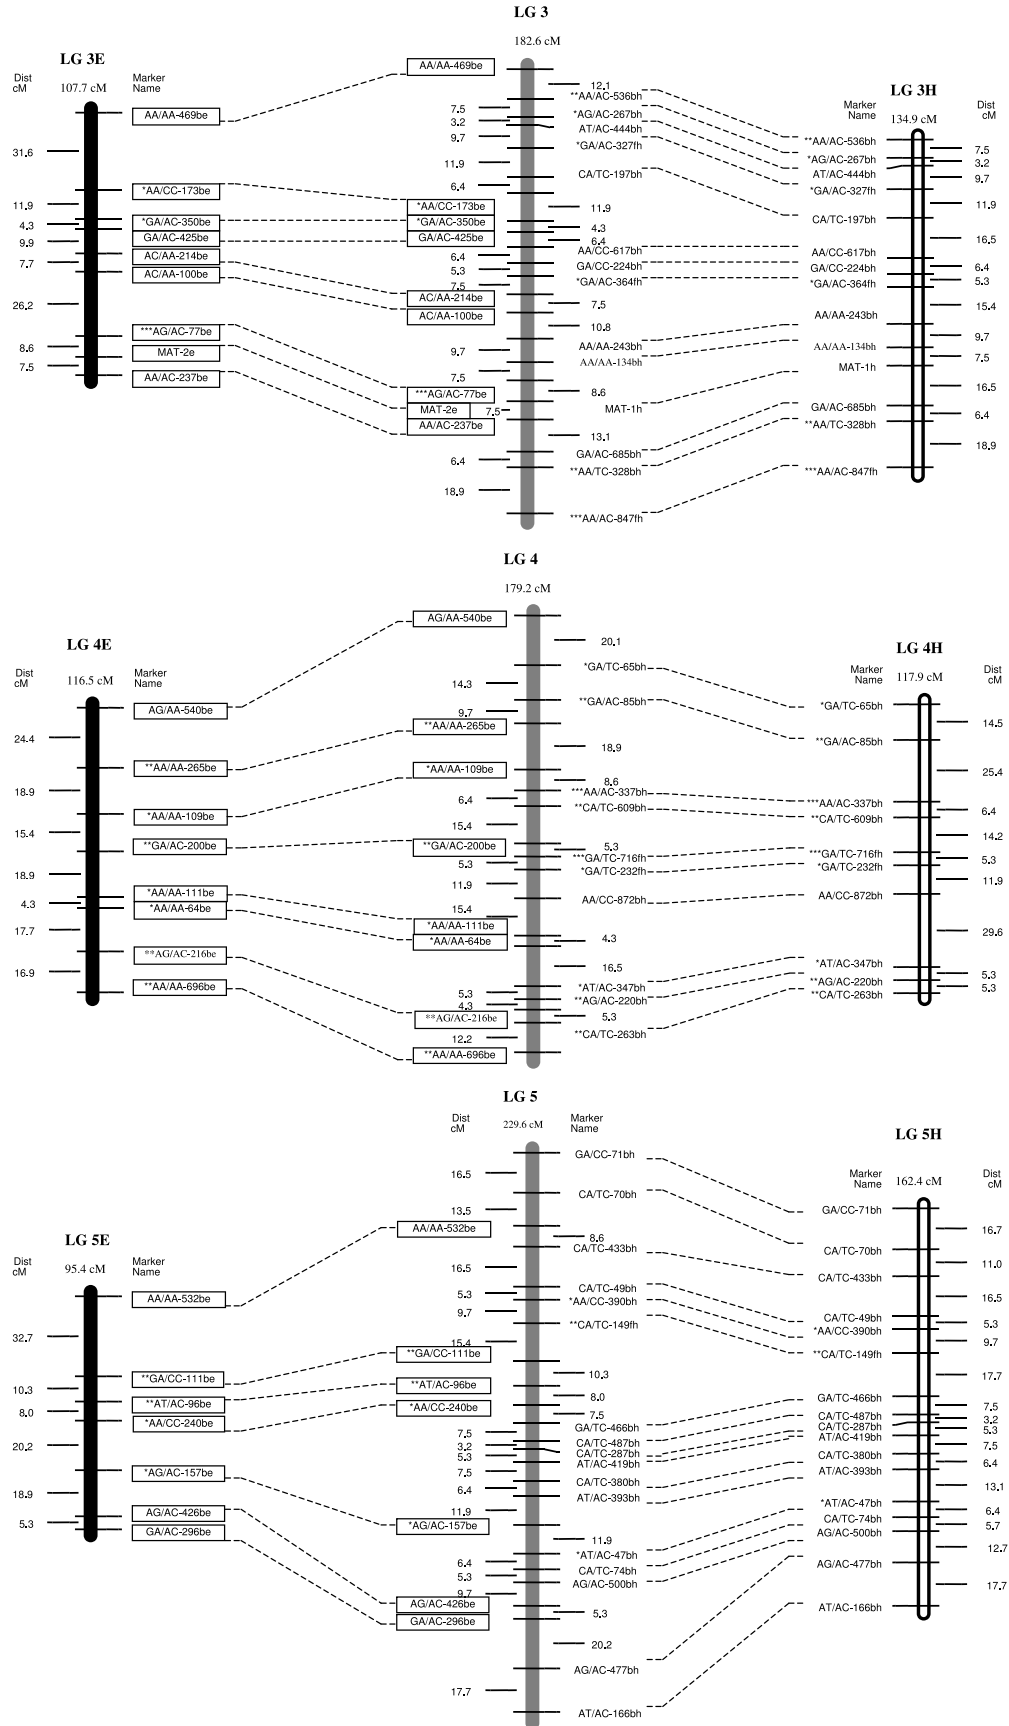 LG 3
182.6 cM
LG 3E
Dist
cM
107.7 cM
Marker
Name
AA/AA-469be
31.6
*AA/CC-173be
11.9
*GA/AC-350be
4.3
GA/AC-425be
9.9
AC/AA-214be
7.7
AC/AA-100be
26.2
***AG/AC-77be
8.6
MAT-2e
7.5
AA/AC-237be
AA/AA-469be
12.1
**AA/AC-536bh
7.5
*AG/AC-267bh
3.2
AT/AC-444bh
9.7
*GA/AC-327fh
11.9
CA/TC-197bh
6.4
*AA/CC-173be
11.9
*GA/AC-350be
4.3
GA/AC-425be
6.4
AA/CC-617bh
6.4
GA/CC-224bh
5.3
*GA/AC-364fh
7.5
AC/AA-214be
7.5
AC/AA-100be
10.8
AA/AA-243bh
9.7
AA/AA-134bh
7.5
***AG/AC-77be
8.6
MAT-2e
7.5
MAT-1h
AA/AC-237be
13.1
GA/AC-685bh
6.4
**AA/TC-328bh
18.9
***AA/AC-847fh
LG 3H
Marker
Name
134.9 cM
Dist
cM
**AA/AC-536bh
7.5
*AG/AC-267bh
3.2
AT/AC-444bh
9.7
*GA/AC-327fh
11.9
CA/TC-197bh
16.5
AA/CC-617bh
6.4
GA/CC-224bh
5.3
*GA/AC-364fh
15.4
AA/AA-243bh
9.7
AA/AA-134bh
7.5
MAT-1h
16.5
GA/AC-685bh
6.4
**AA/TC-328bh
18.9
***AA/AC-847fh
LG 4
179.2 cM
LG 4E
Dist
cM
116.5 cM
Marker
Name
AG/AA-540be
24.4
**AA/AA-265be
18.9
*AA/AA-109be
15.4
**GA/AC-200be
18.9
*AA/AA-111be
4.3
*AA/AA-64be
17.7
**AG/AC-216be
16.9
**AA/AA-696be
AG/AA-540be
20.1
*GA/TC-65bh
14.3
**GA/AC-85bh
9.7
**AA/AA-265be
18.9
*AA/AA-109be
8.6
***AA/AC-337bh
6.4
**CA/TC-609bh
15.4
**GA/AC-200be
5.3
***GA/TC-716fh
5.3
*GA/TC-232fh
11.9
AA/CC-872bh
15.4
*AA/AA-111be
4.3
*AA/AA-64be
16.5
*AT/AC-347bh
5.3
**AG/AC-220bh
4.3
**AG/AC-216be
5.3
**CA/TC-263bh
12.2
**AA/AA-696be
LG 4H
Marker
Name
117.9 cM
Dist
cM
*GA/TC-65bh
14.5
**GA/AC-85bh
25.4
***AA/AC-337bh
6.4
**CA/TC-609bh
14.2
***GA/TC-716fh
5.3
*GA/TC-232fh
11.9
AA/CC-872bh
29.6
*AT/AC-347bh
5.3
**AG/AC-220bh
5.3
**CA/TC-263bh
LG 5
Dist
cM
229.6 cM
Marker
Name
LG 5E
Dist
cM
95.4 cM
Marker
Name
AA/AA-532be
32.7
**GA/CC-111be
10.3
**AT/AC-96be
8.0
*AA/CC-240be
20.2
*AG/AC-157be
18.9
AG/AC-426be
5.3
GA/AC-296be
GA/CC-71bh
16.5
CA/TC-70bh
13.5
AA/AA-532be
8.6
CA/TC-433bh
16.5
CA/TC-49bh
5.3
*AA/CC-390bh
9.7
**CA/TC-149fh
15.4
**GA/CC-111be
10.3
**AT/AC-96be
8.0
*AA/CC-240be
7.5
GA/TC-466bh
7.5
CA/TC-487bh
3.2
CA/TC-287bh
5.3
AT/AC-419bh
7.5
CA/TC-380bh
6.4
AT/AC-393bh
11.9
*AG/AC-157be
11.9
*AT/AC-47bh
6.4
CA/TC-74bh
5.3
AG/AC-500bh
9.7
AG/AC-426be
5.3
GA/AC-296be
20.2
AG/AC-477bh
17.7
AT/AC-166bh
LG 5H
Marker
Name
162.4 cM
Dist
cM
GA/CC-71bh
16.7
CA/TC-70bh
11.0
CA/TC-433bh
16.5
CA/TC-49bh
5.3
*AA/CC-390bh
9.7
**CA/TC-149fh
17.7
GA/TC-466bh
7.5
CA/TC-487bh
3.2
CA/TC-287bh
5.3
AT/AC-419bh
7.5
CA/TC-380bh
6.4
AT/AC-393bh
13.1
*AT/AC-47bh
6.4
CA/TC-74bh
5.7
AG/AC-500bh
12.7
AG/AC-477bh
17.7
AT/AC-166bh